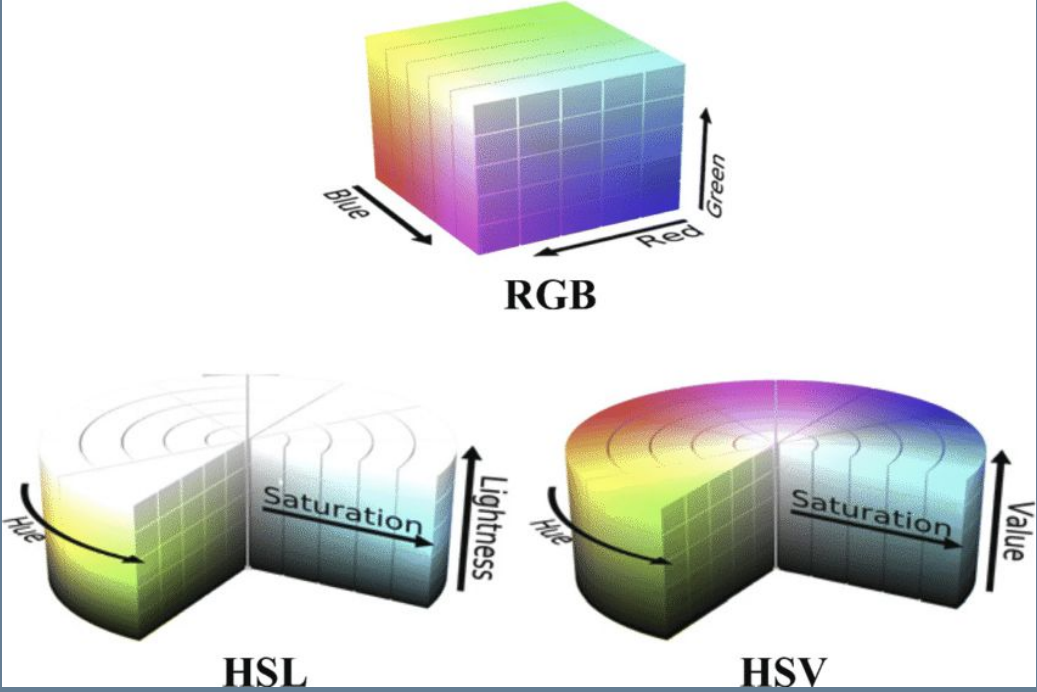 Blue
Green
Red
RGB
Hue
Saturation
Lightness
HSL
Hue
Saturation
Value
HSV